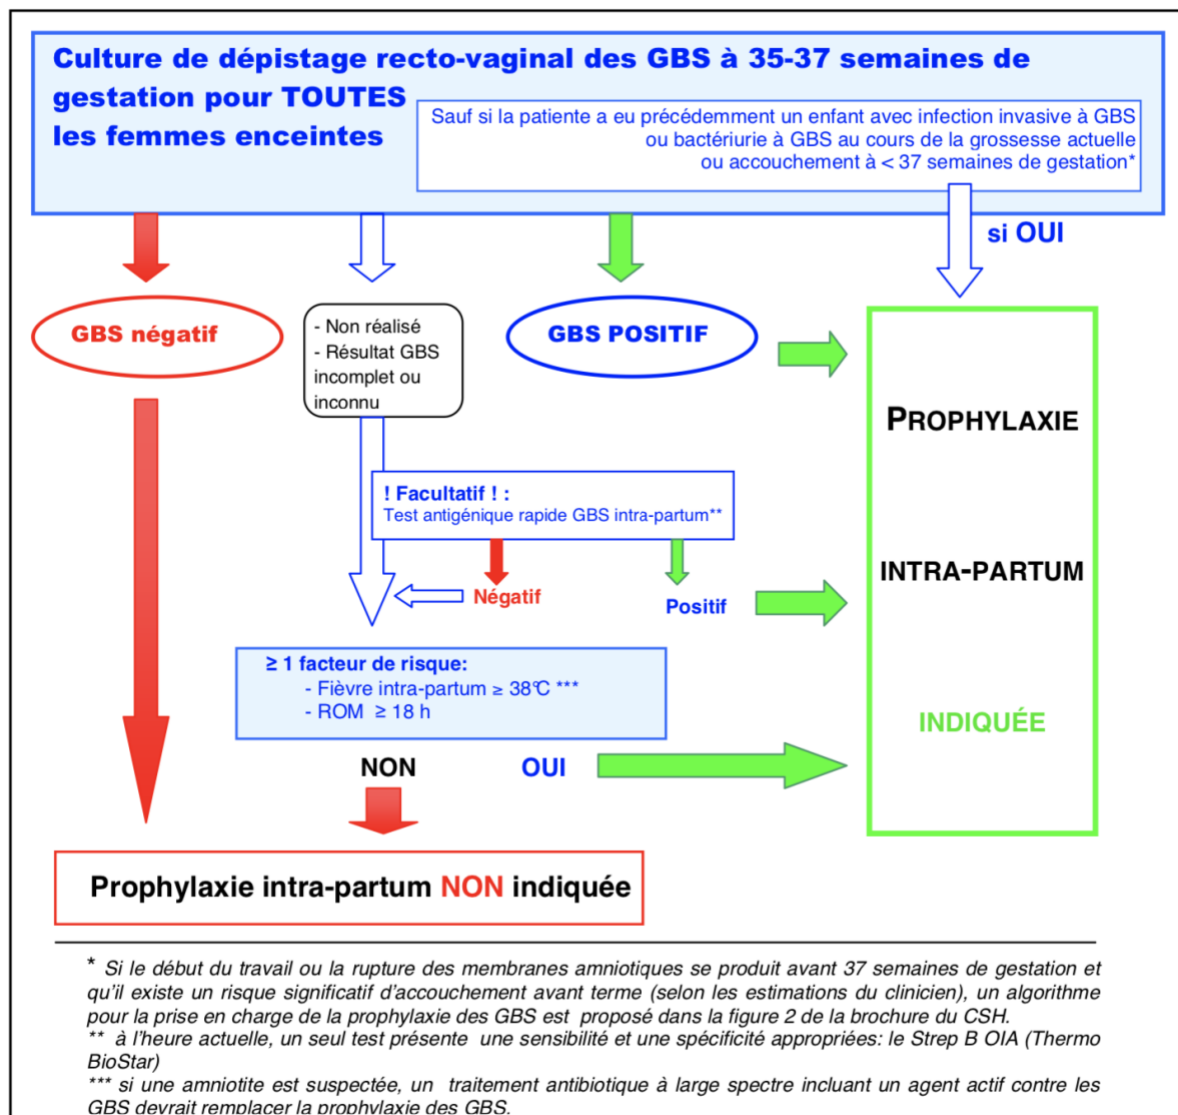 Culture de dépistage recto-vaginal des GBS à 35-37 semaines de
gestation pour TOUTES
les femmes enceintes
Sauf si la patiente a eu précédemment un enfant avec infection invasive à GBS
ou bactériurie à GBS au cours de la grossesse actuelle
ou accouchement à < 37 semaines de gestation*
si OUI
GBS négatif
- Non réalisé
- Résultat GBS
incomplet ou
inconnu
GBS POSITIF
PROPHYLAXIE
INTRA-PARTUM
INDIQUÉE
! Facultatif ! :
Test antigénique rapide GBS intra-partum**
Négatif
Positif
≥ 1 facteur de risque:
- Fièvre intra-partum ≥ 38°C ***
- ROM ≥ 18 h
NON
OUI
Prophylaxie intra-partum NON indiquée
* Si le début du travail ou la rupture des membranes amniotiques se produit avant 37 semaines de gestation et
qu'il existe un risque significatif d'accouchement avant terme (selon les estimations du clinicien), un algorithme
pour la prise en charge de la prophylaxie des GBS est proposé dans la figure 2 de la brochure du CSH.
** à l'heure actuelle, un seul test présente une sensibilité et une spécificité appropriées: le Strep B OIA (Thermo
BioStar)
*** si une amniotite est suspectée, un traitement antibiotique à large spectre incluant un agent actif contre les
GBS devrait remplacer la prophylaxie des GBS.